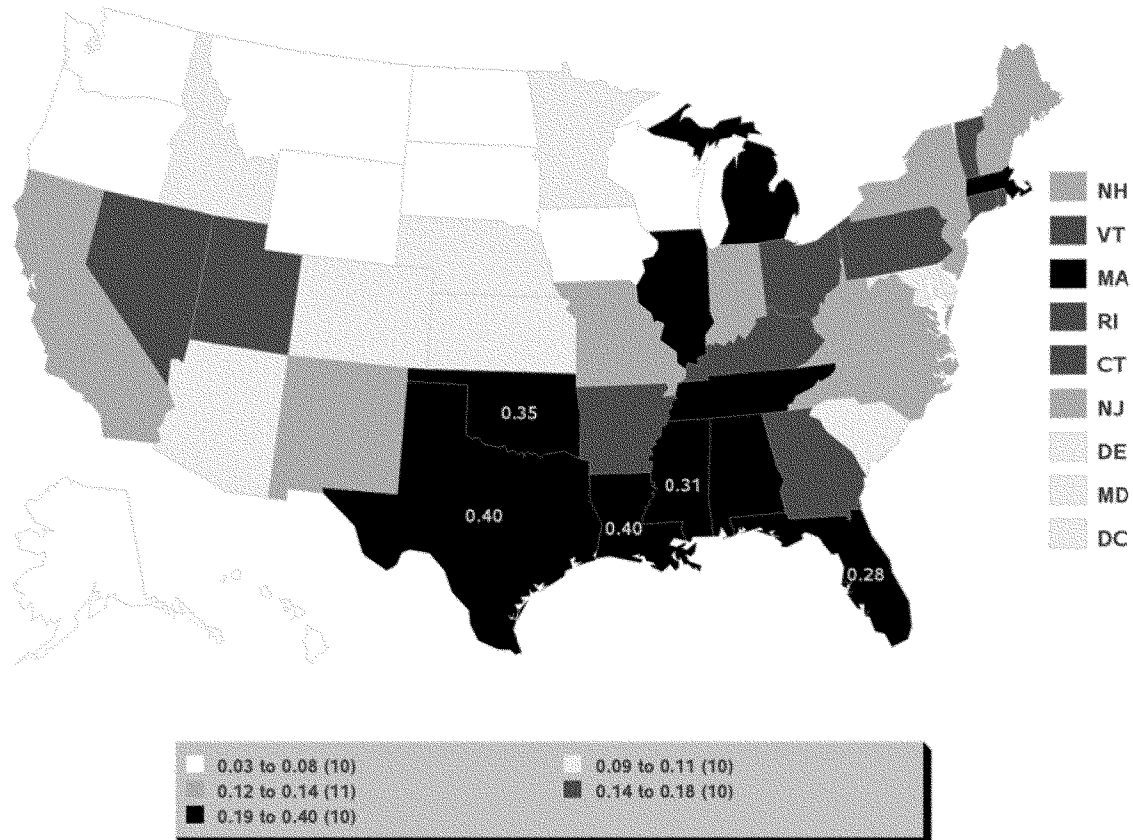 NH
VT
MA
RI
CT
NJ
DE
MD
DC
0.35
0.31
0.40
0.40
0.28
0.03 to 0.08 (10)
0.09 to 0.11 (10)
0.12 to 0.14 (11)
0.14 to 0.18 (10)
0.19 to 0.40 (10)